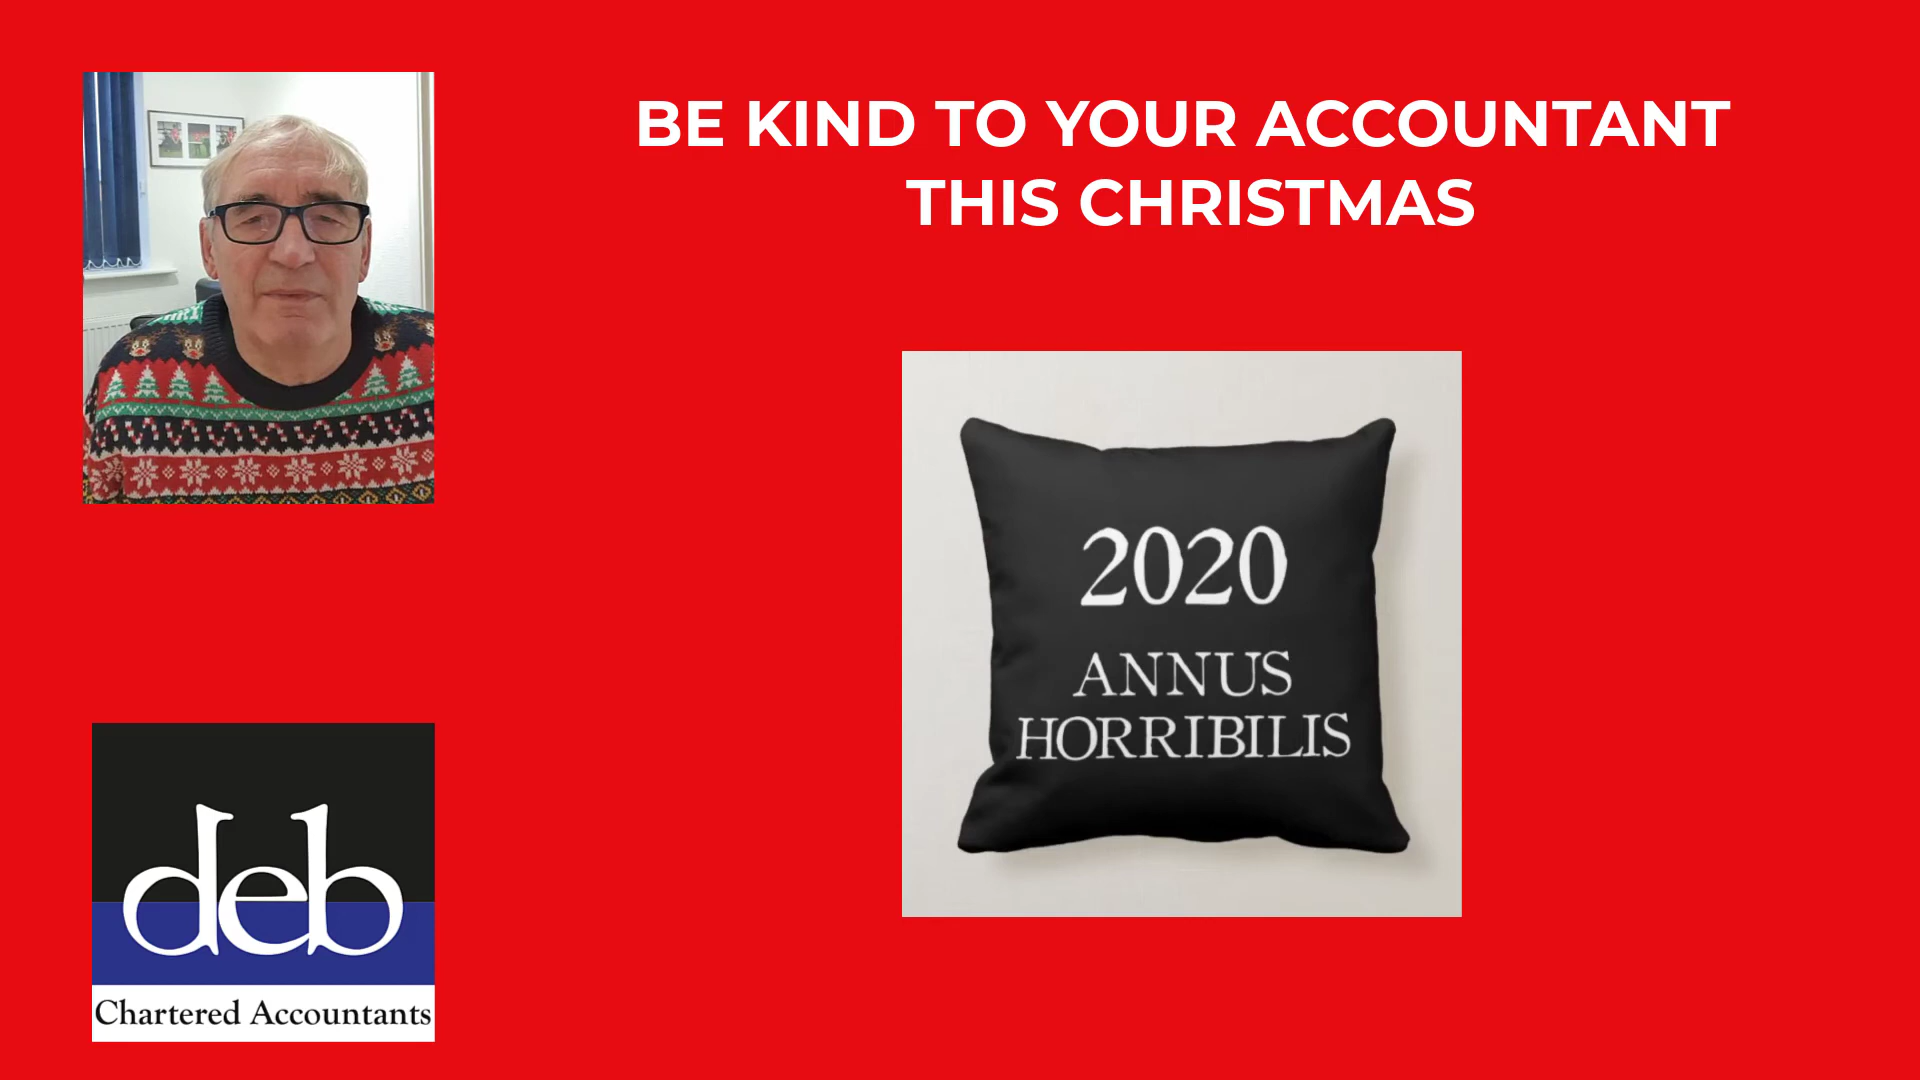 BE KIND TO YOUR ACCOUNTANT
THIS CHRISTMAS
2020
ANNUS
HORRIBILIS
deb
Chartered Accountants